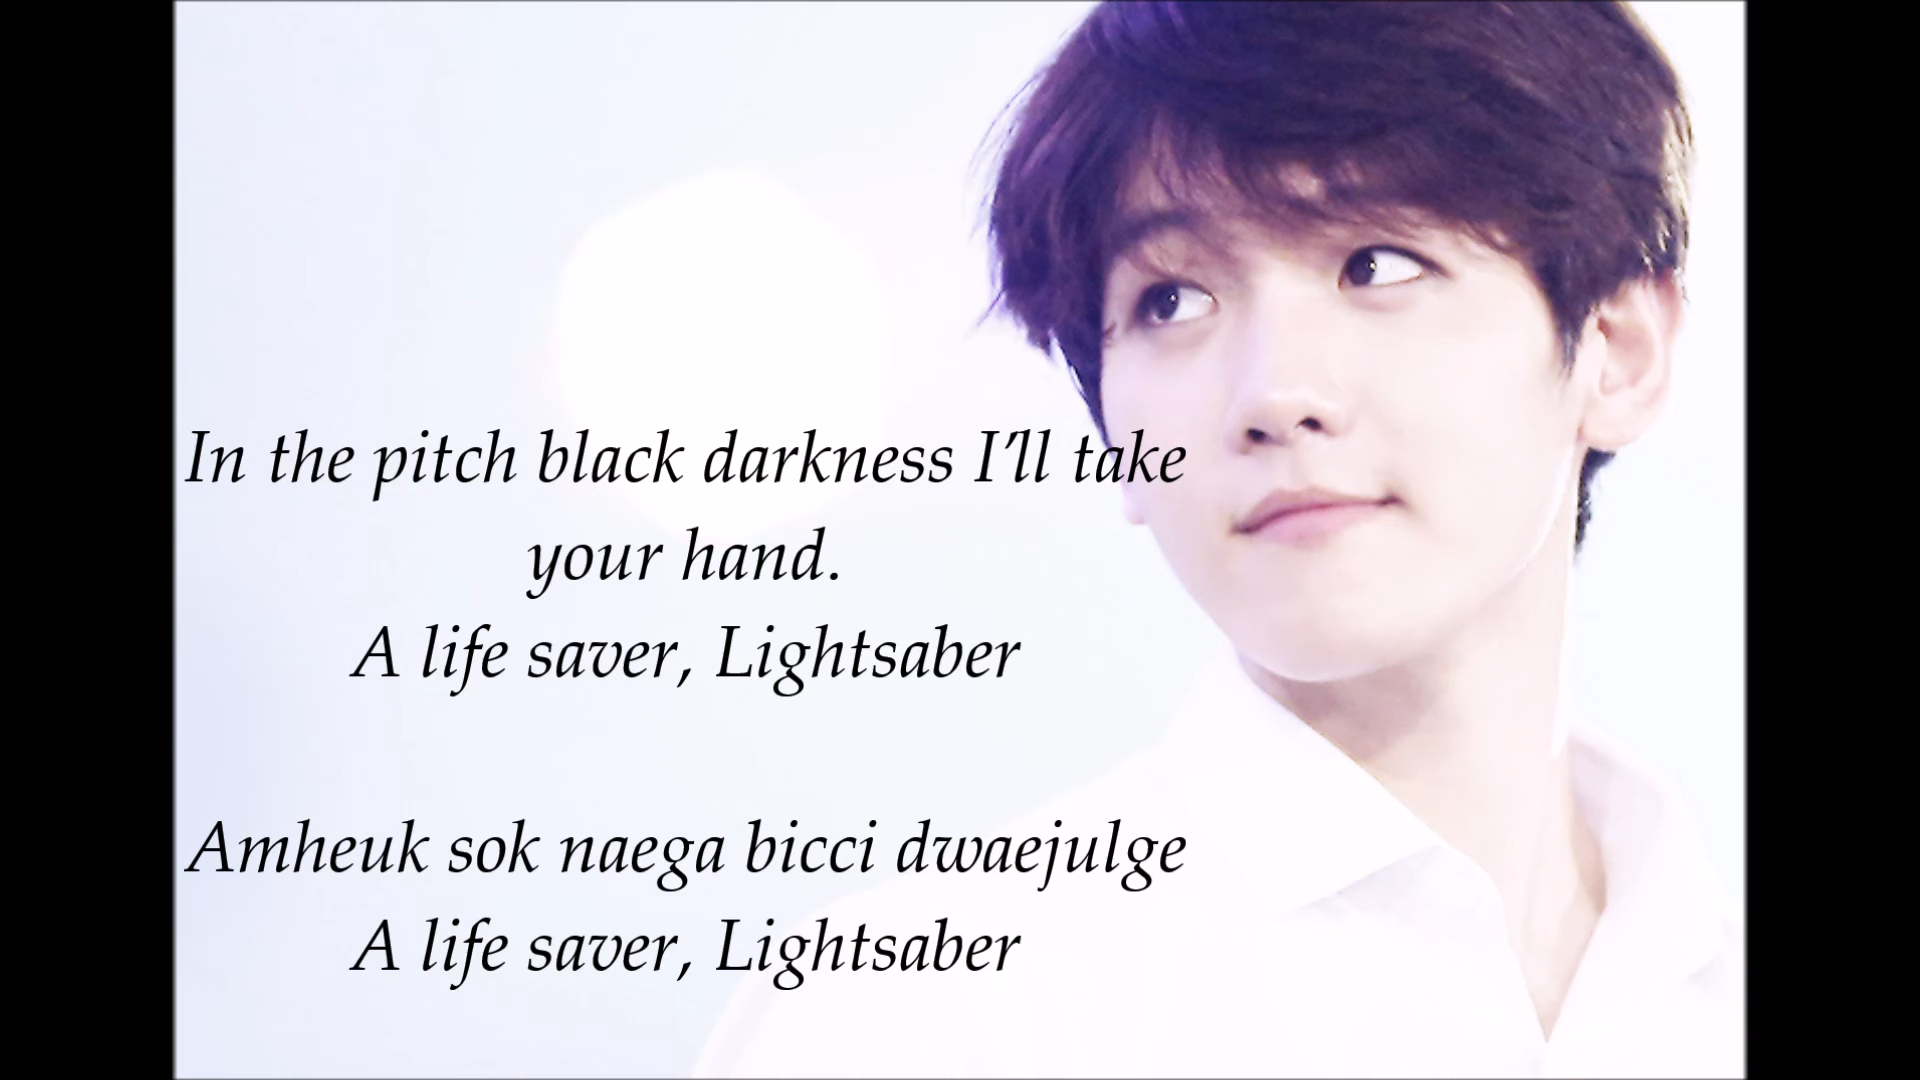 In the pitch black darkness I'll take
your hand.
A life saver, Lightsaber
Amheuk sok naega bicci dwaejulge
A life saver, Lightsaber